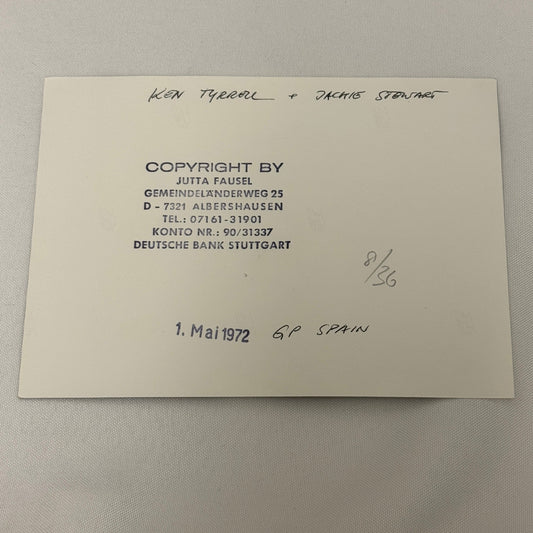 KEN TYRRELL + JACKIE STEWART
COPYRIGHT BY
JUTTA FAUSEL
GEMEINDELÄNDERWEG 25
D - 7321 ALBERSHAUSEN
TEL.: 07161-31901
KONTO NR.: 90/31337
DEUTSCHE BANK STUTTGART
8/36
1. Mai 1972 GP SPAIN